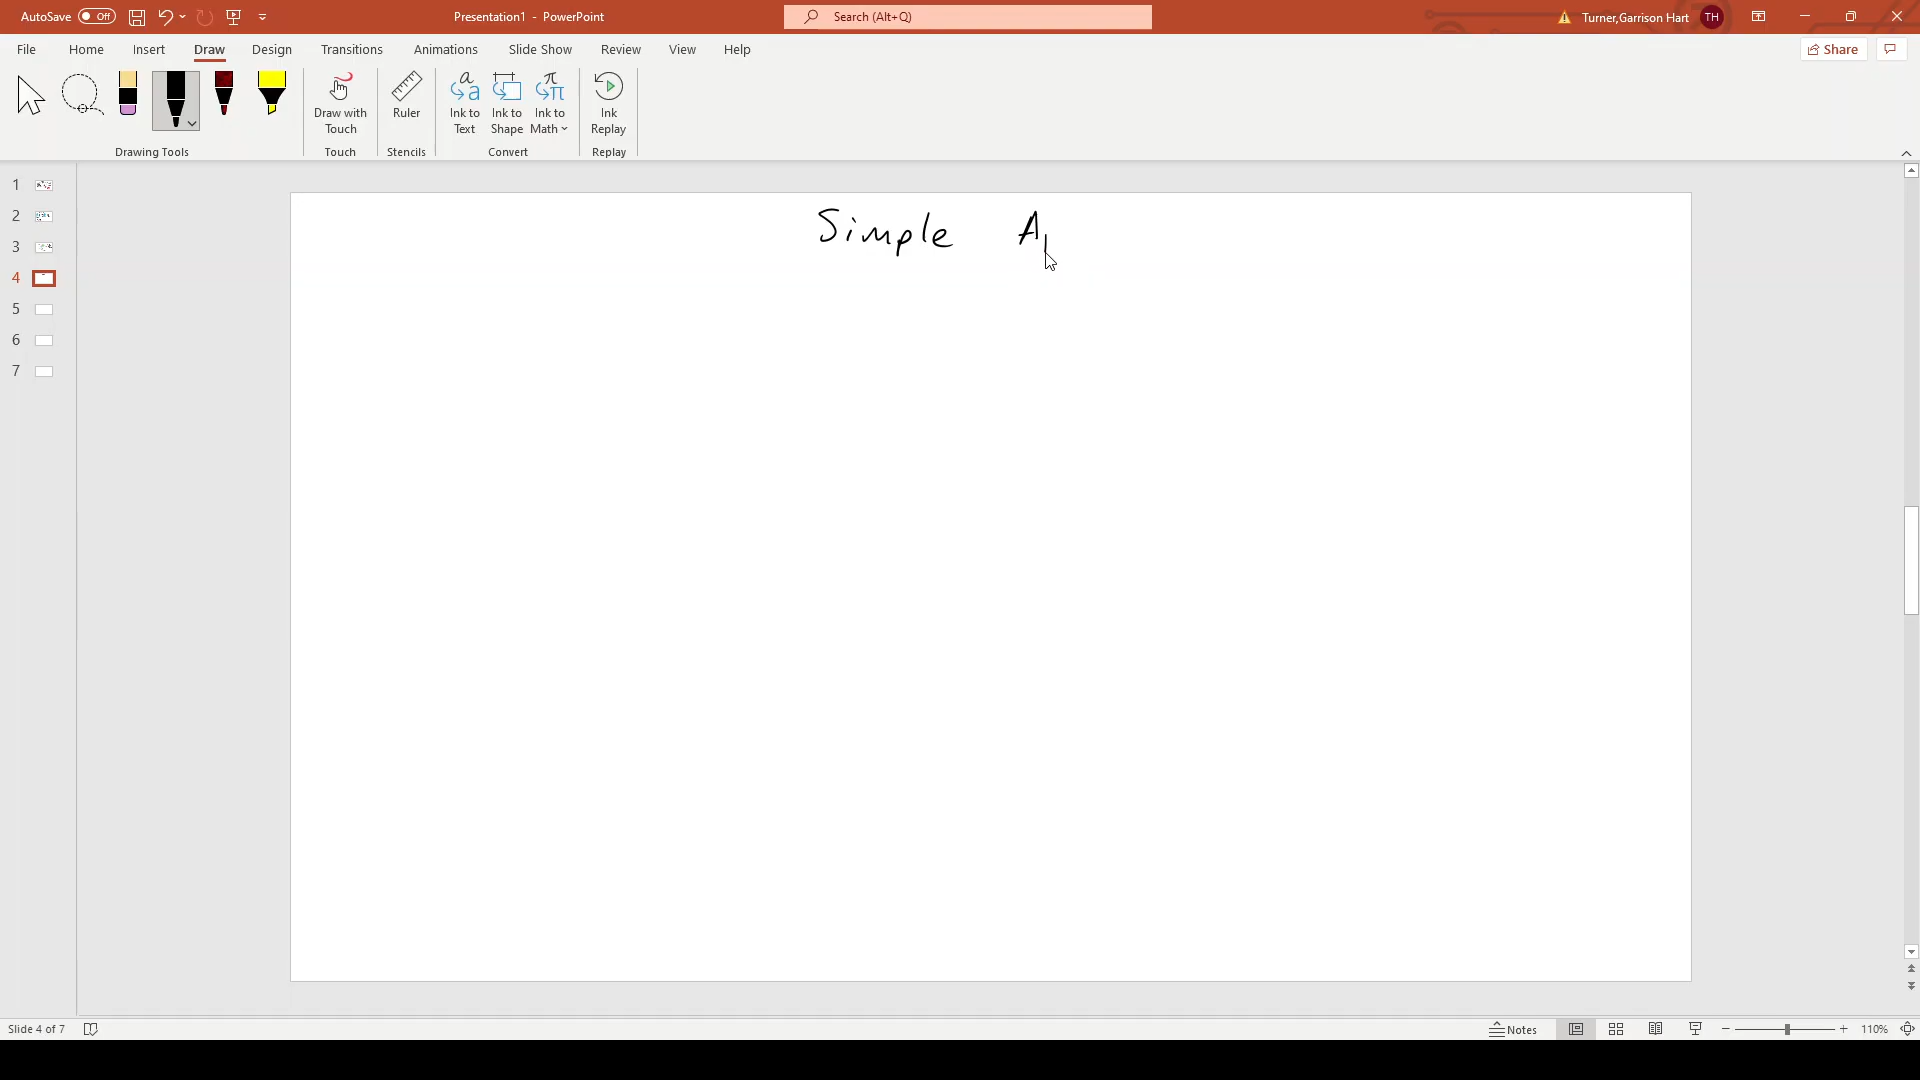 AutoSave Off Presentation1 - PowerPoint Search (Alt+Q) Turner,Garrison Hart TH
File Home Insert Draw Design Transitions Animations Slide Show Review View Help Share
Draw with Touch Ruler Ink to Text Ink to Shape Ink to Math Ink Replay
Drawing Tools Touch Stencils Convert Replay
1
2
3
4
5
6
7
Simple A
Slide 4 of 7 Notes 110%